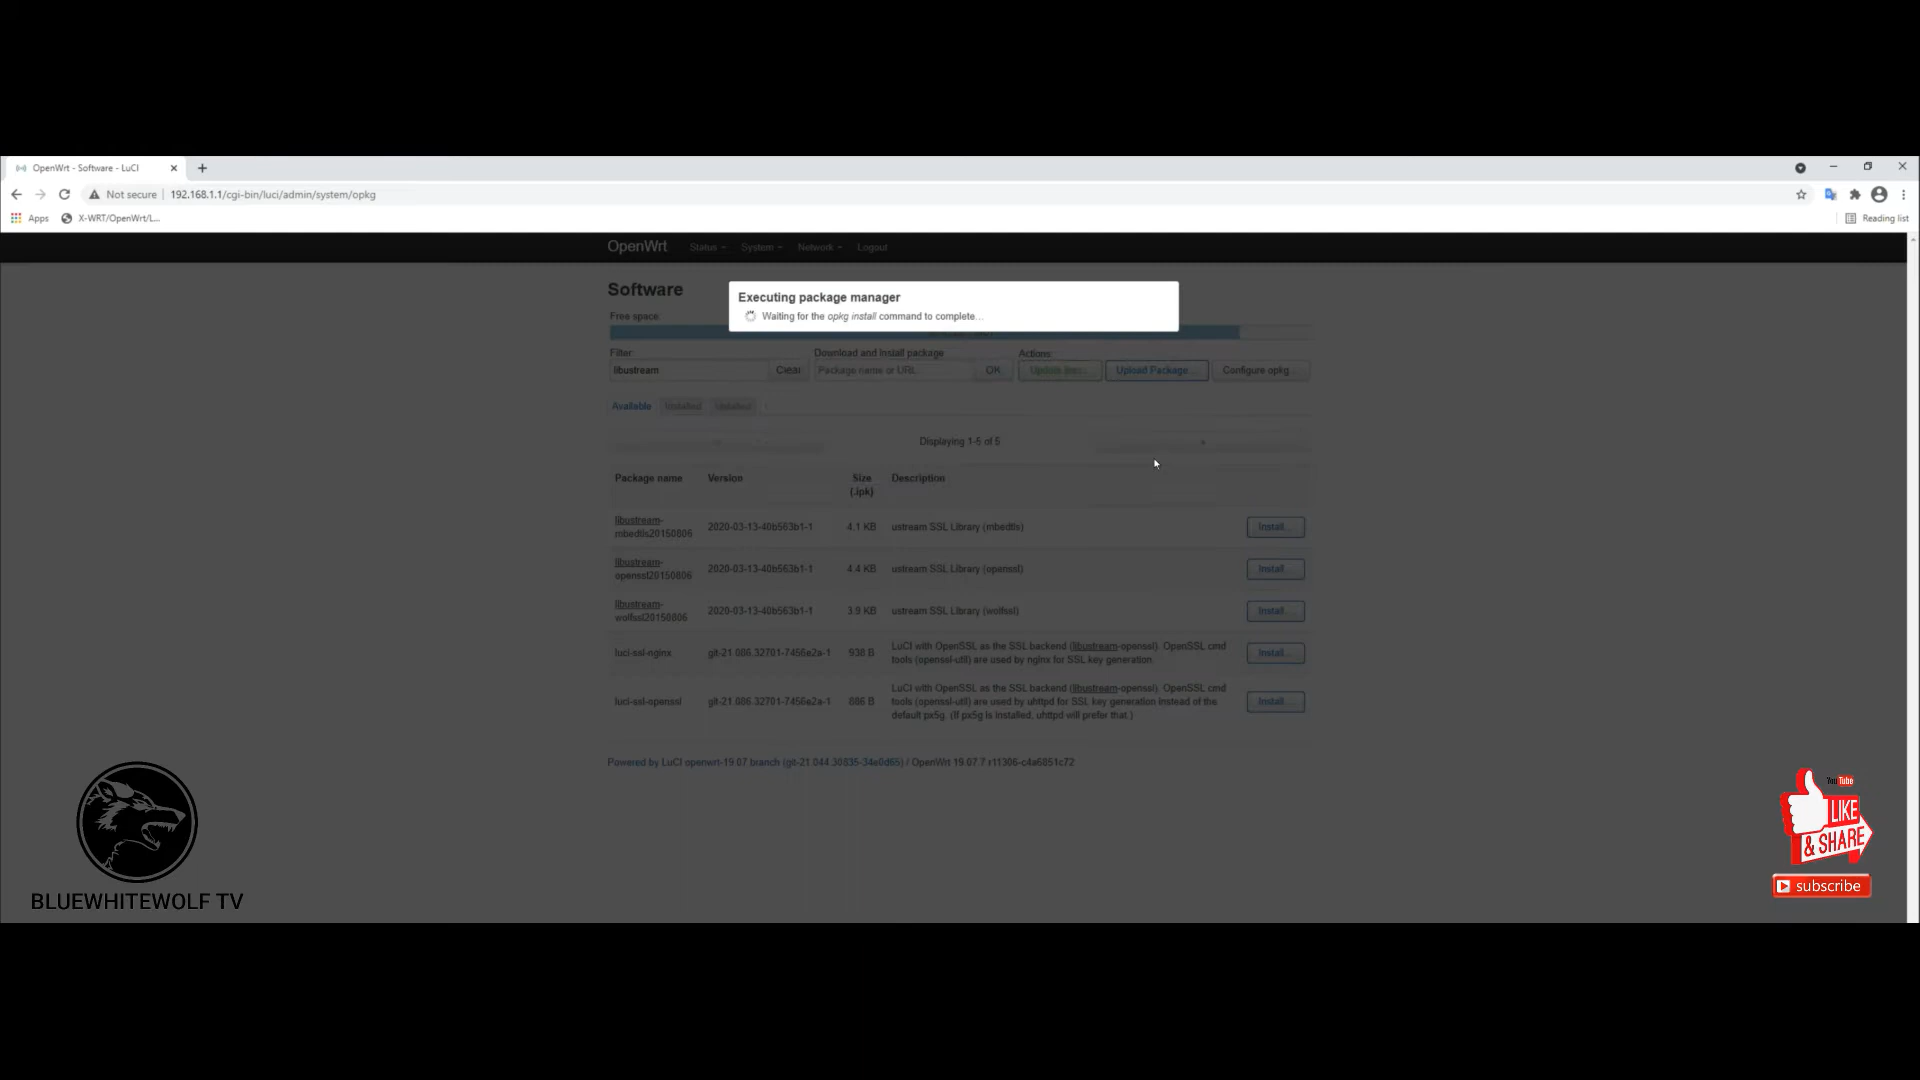 OpenWrt - Software - LuCI
Not secure
192.168.1.1/cgi-bin/luci/admin/system/opkg
Apps
X-WRT/OpenWrt/L...
Reading list
OpenWrt
Status
System
Network
Logout
Software
Executing package manager
Waiting for the opkg install command to complete...
Free space:
Filter:
Download and install package:
Actions:
libustream
Clear
Package name or URL...
OK
Update lists...
Upload Package...
Configure opkg...
Available
Installed
Updates
Displaying 1-5 of 5
Package name
Version
Size
(.ipk)
Description
libustream-
mbedtls20150806
2020-03-13-40b563b1-1
4.1 KB
ustream SSL Library (mbedtls)
Install...
libustream-
openssl20150806
2020-03-13-40b563b1-1
4.4 KB
ustream SSL Library (openssl)
Install...
libustream-
wolfssl20150806
2020-03-13-40b563b1-1
3.9 KB
ustream SSL Library (wolfssl)
Install...
luci-ssl-nginx
git-21.086.32701-7456e2a-1
938 B
LuCI with OpenSSL as the SSL backend (libustream-openssl). OpenSSL cmd
tools (openssl-util) are used by nginx for SSL key generation.
Install...
luci-ssl-openssl
git-21.086.32701-7456e2a-1
886 B
LuCI with OpenSSL as the SSL backend (libustream-openssl). OpenSSL cmd
tools (openssl-util) are used by uhttpd for SSL key generation instead of the
default px5g. (If px5g is installed, uhttpd will prefer that.)
Install...
Powered by LuCI openwrt-19.07 branch (git-21.044.30835-34e0d65) / OpenWrt 19.07.7 r11306-c4a6851c72
BLUEWHITEWOLF TV
YouTube
LIKE
& SHARE
subscribe